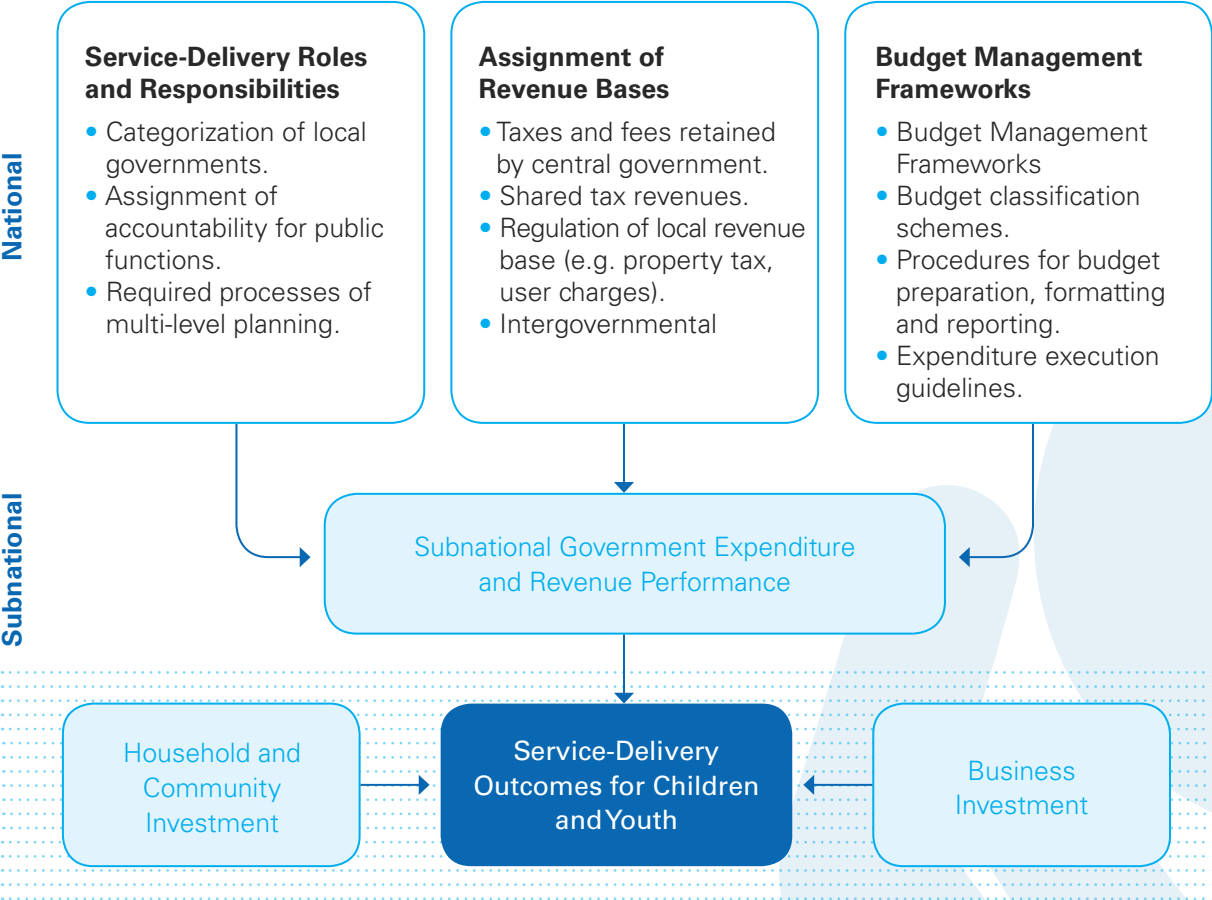 National
Service-Delivery Roles
and Responsibilities
• Categorization of local
governments.
• Assignment of
accountability for public
functions.
• Required processes of
multi-level planning.
Assignment of
Revenue Bases
• Taxes and fees retained
by central government.
• Shared tax revenues.
• Regulation of local revenue
base (e.g. property tax,
user charges).
• Intergovernmental
Budget Management
Frameworks
• Budget Management
Frameworks
• Budget classification
schemes.
• Procedures for budget
preparation, formatting
and reporting.
• Expenditure execution
guidelines.
Subnational
Subnational Government Expenditure
and Revenue Performance
Household and
Community
Investment
Service-Delivery
Outcomes for Children
and Youth
Business
Investment